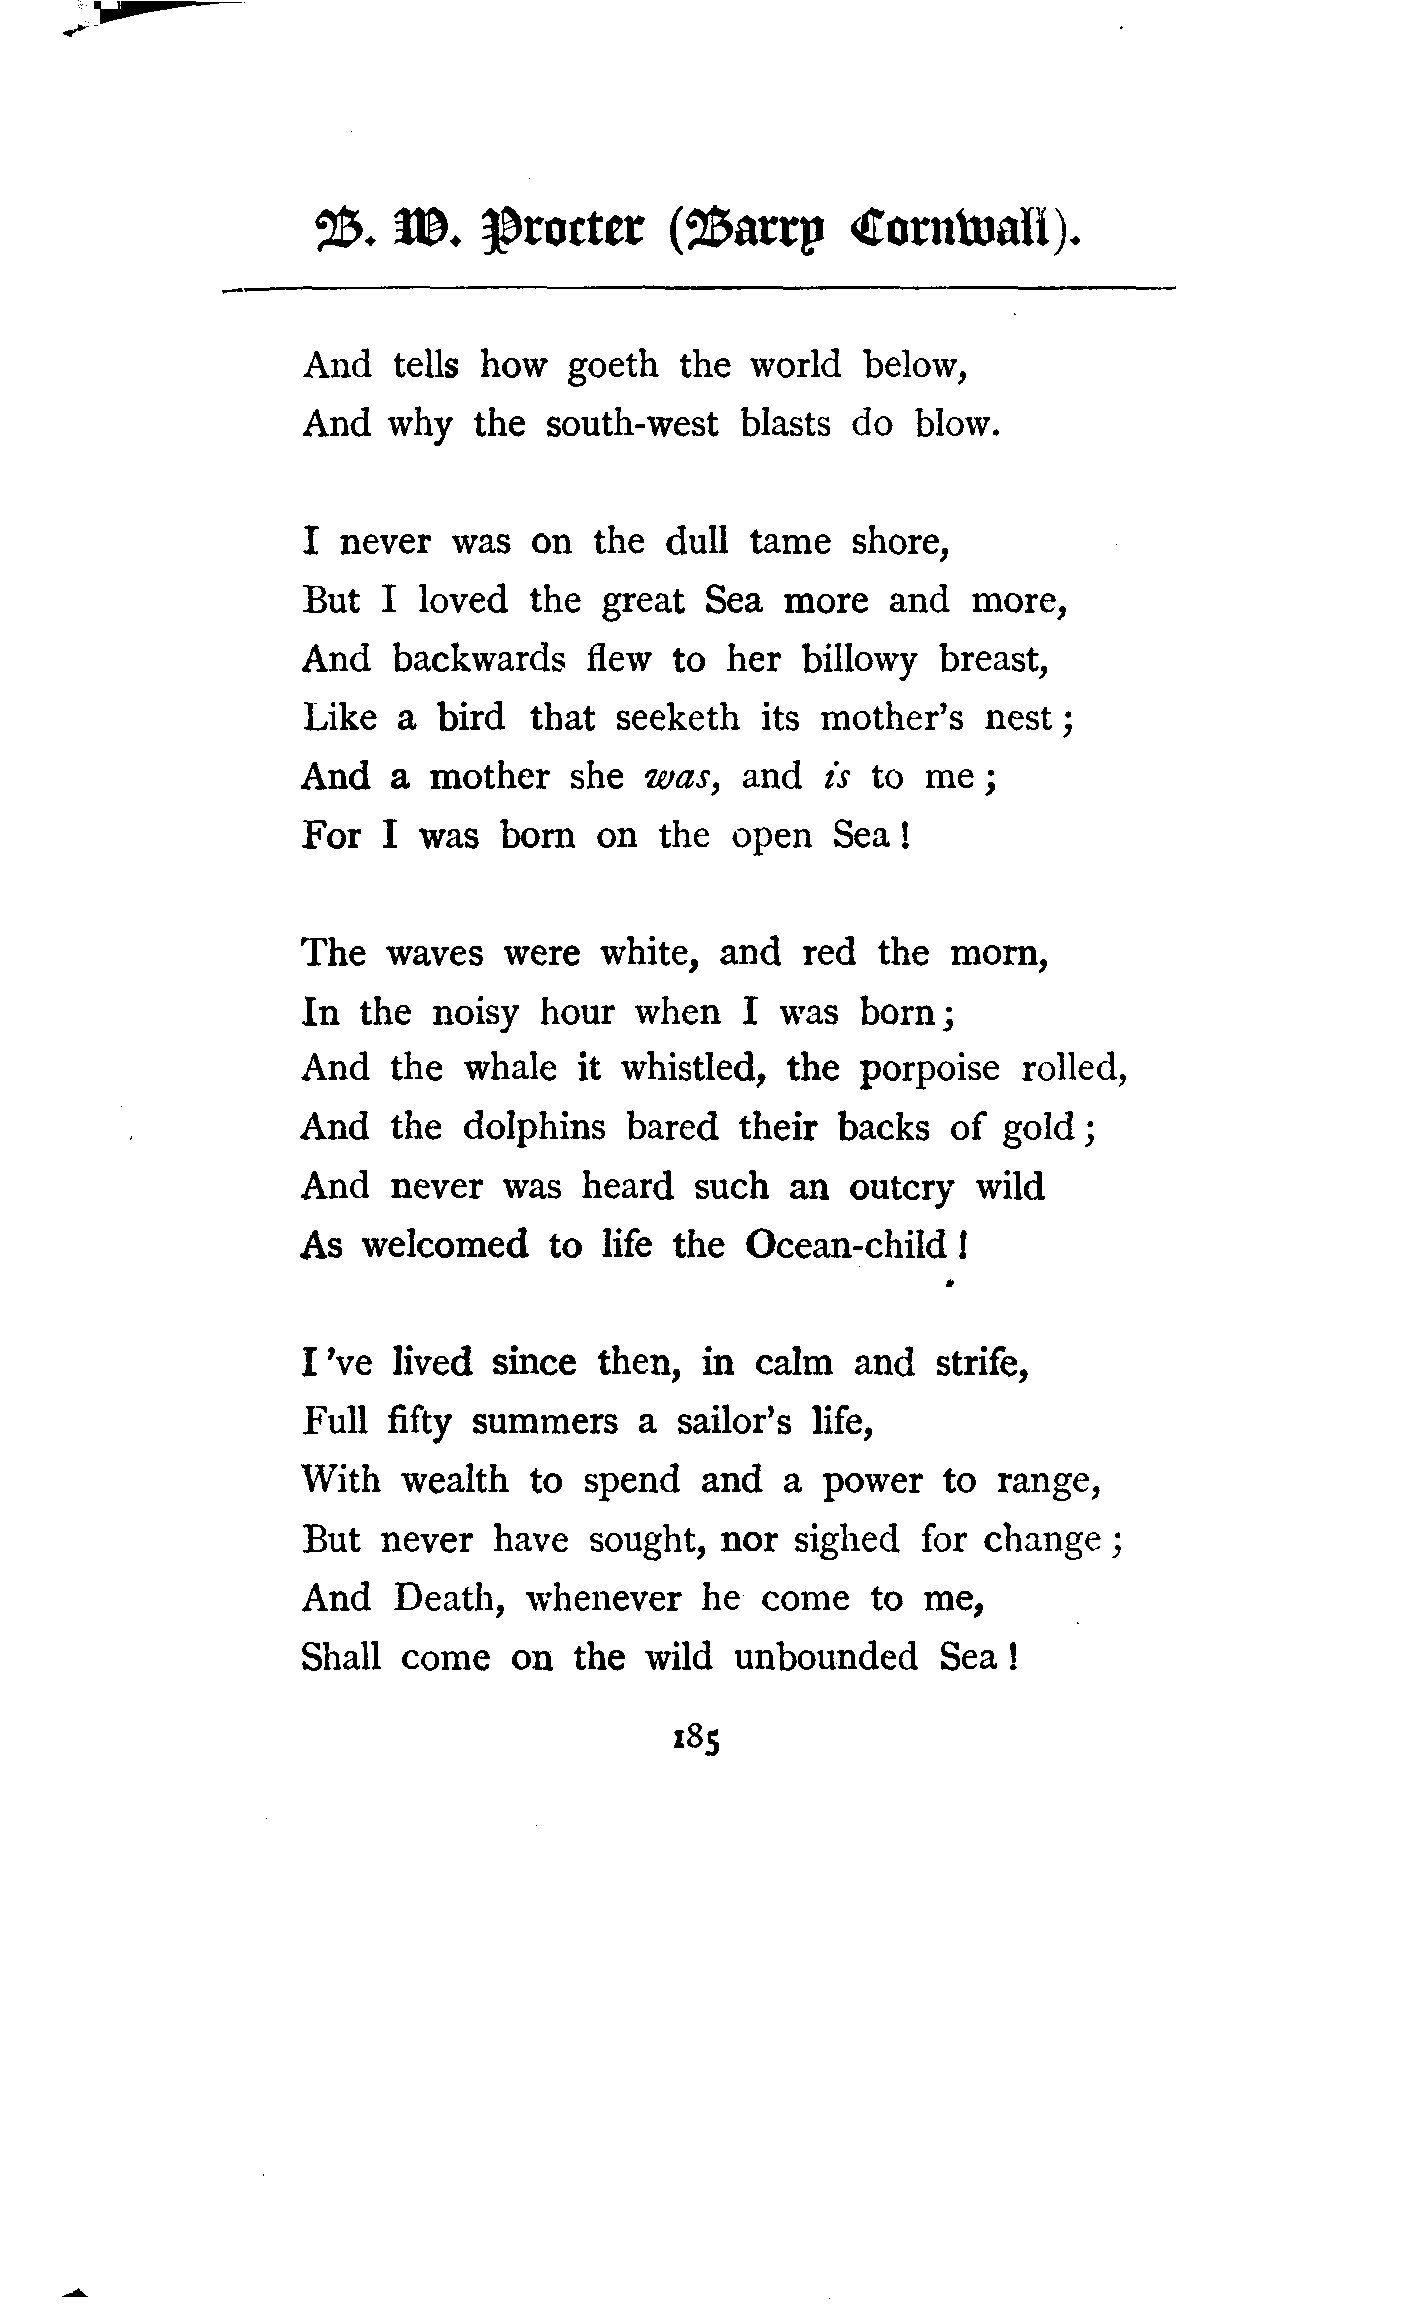 B. W. Procter (Barry Cornwall).
And tells how goeth the world below,
And why the south-west blasts do blow.
I never was on the dull tame shore,
But I loved the great Sea more and more,
And backwards flew to her billowy breast,
Like a bird that seeketh its mother's nest ;
And a mother she was, and is to me ;
For I was born on the open Sea !
The waves were white, and red the morn,
In the noisy hour when I was born ;
And the whale it whistled, the porpoise rolled,
And the dolphins bared their backs of gold ;
And never was heard such an outcry wild
As welcomed to life the Ocean-child !
I 've lived since then, in calm and strife,
Full fifty summers a sailor's life,
With wealth to spend and a power to range,
But never have sought, nor sighed for change ;
And Death, whenever he come to me,
Shall come on the wild unbounded Sea !
185